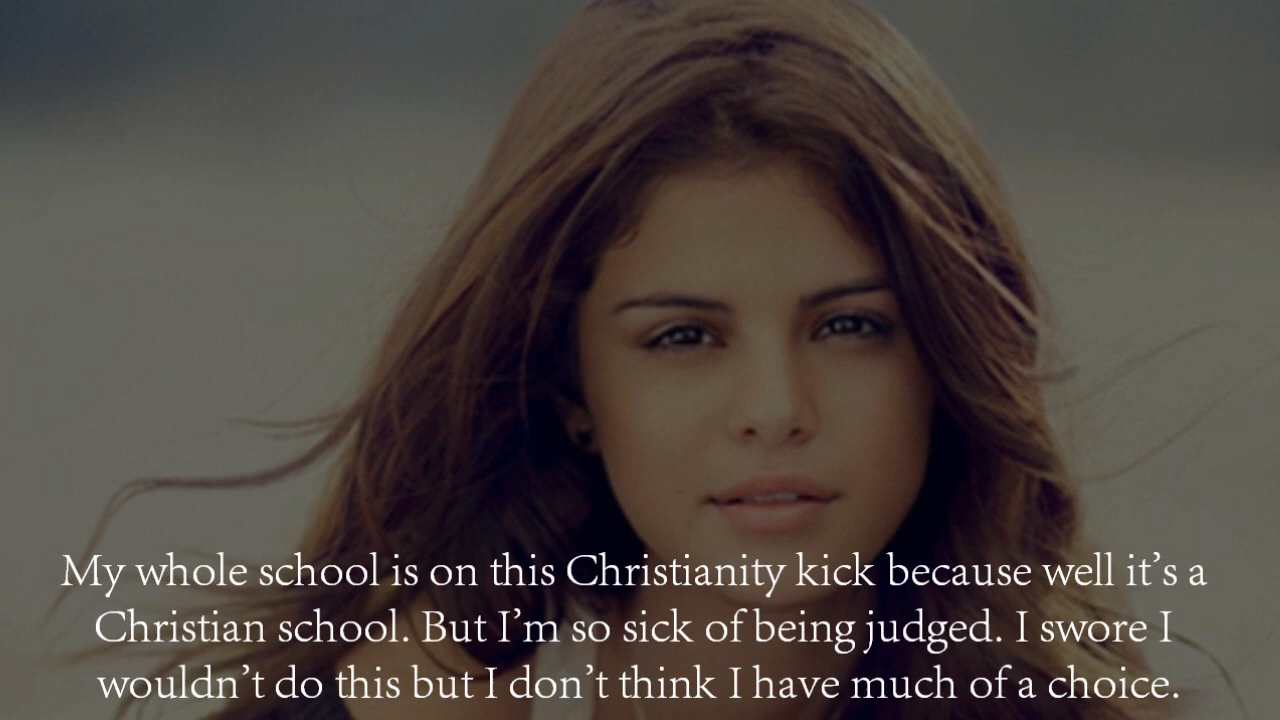 My whole school is on this Christianity kick because well it’s a
Christian school. But I’m so sick of being judged. I swore I
wouldn’t do this but I don’t think I have much of a choice.